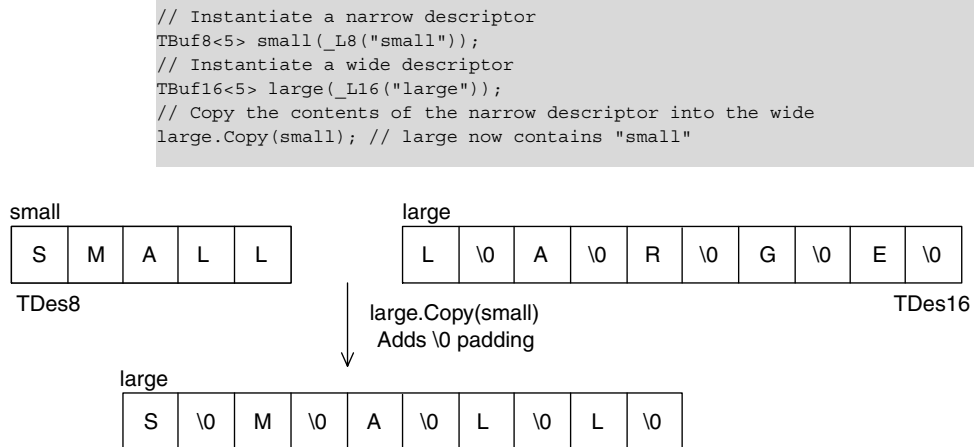 // Instantiate a narrow descriptor
TBuf8<5> small(_L8("small"));
// Instantiate a wide descriptor
TBuf16<5> large(_L16("large"));
// Copy the contents of the narrow descriptor into the wide
large.Copy(small); // large now contains "small"
small
large
S M A L L
L \0 A \0 R \0 G \0 E \0
TDes8
TDes16
large.Copy(small)
Adds \0 padding
large
S \0 M \0 A \0 L \0 L \0